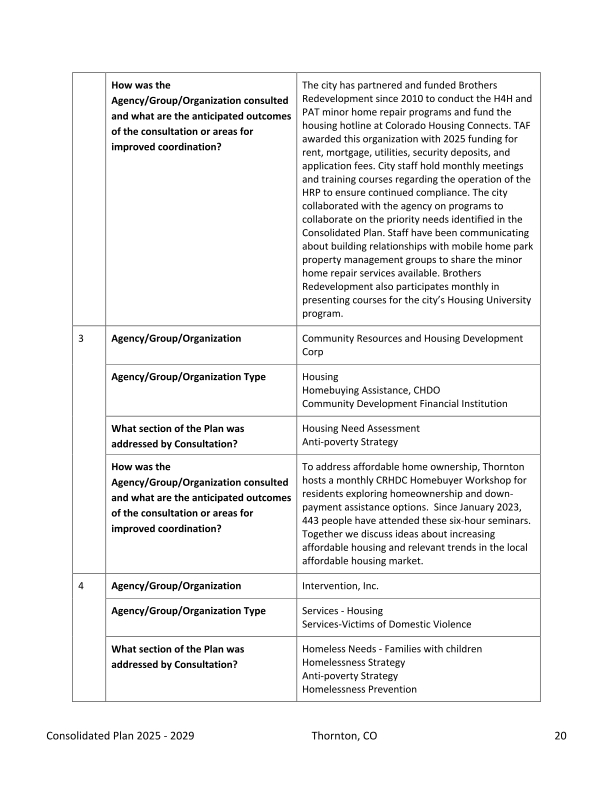 How was the
Agency/Group/Organization consulted
and what are the anticipated outcomes
of the consultation or areas for
improved coordination?
The city has partnered and funded Brothers
Redevelopment since 2010 to conduct the H4H and
PAT minor home repair programs and fund the
housing hotline at Colorado Housing Connects. TAF
awarded this organization with 2025 funding for
rent, mortgage, utilities, security deposits, and
application fees. City staff hold monthly meetings
and training courses regarding the operation of the
HRP to ensure continued compliance. The city
collaborated with the agency on programs to
collaborate on the priority needs identified in the
Consolidated Plan. Staff have been communicating
about building relationships with mobile home park
property management groups to share the minor
home repair services available. Brothers
Redevelopment also participates monthly in
presenting courses for the city’s Housing University
program.
3
Agency/Group/Organization
Community Resources and Housing Development
Corp
Agency/Group/Organization Type
Housing
Homebuying Assistance, CHDO
Community Development Financial Institution
What section of the Plan was
addressed by Consultation?
Housing Need Assessment
Anti-poverty Strategy
How was the
Agency/Group/Organization consulted
and what are the anticipated outcomes
of the consultation or areas for
improved coordination?
To address affordable home ownership, Thornton
hosts a monthly CRHDC Homebuyer Workshop for
residents exploring homeownership and down-
payment assistance options.  Since January 2023,
443 people have attended these six-hour seminars.
Together we discuss ideas about increasing
affordable housing and relevant trends in the local
affordable housing market.
4
Agency/Group/Organization
Intervention, Inc.
Agency/Group/Organization Type
Services - Housing
Services-Victims of Domestic Violence
What section of the Plan was
addressed by Consultation?
Homeless Needs - Families with children
Homelessness Strategy
Anti-poverty Strategy
Homelessness Prevention
Consolidated Plan 2025 - 2029
Thornton, CO
20